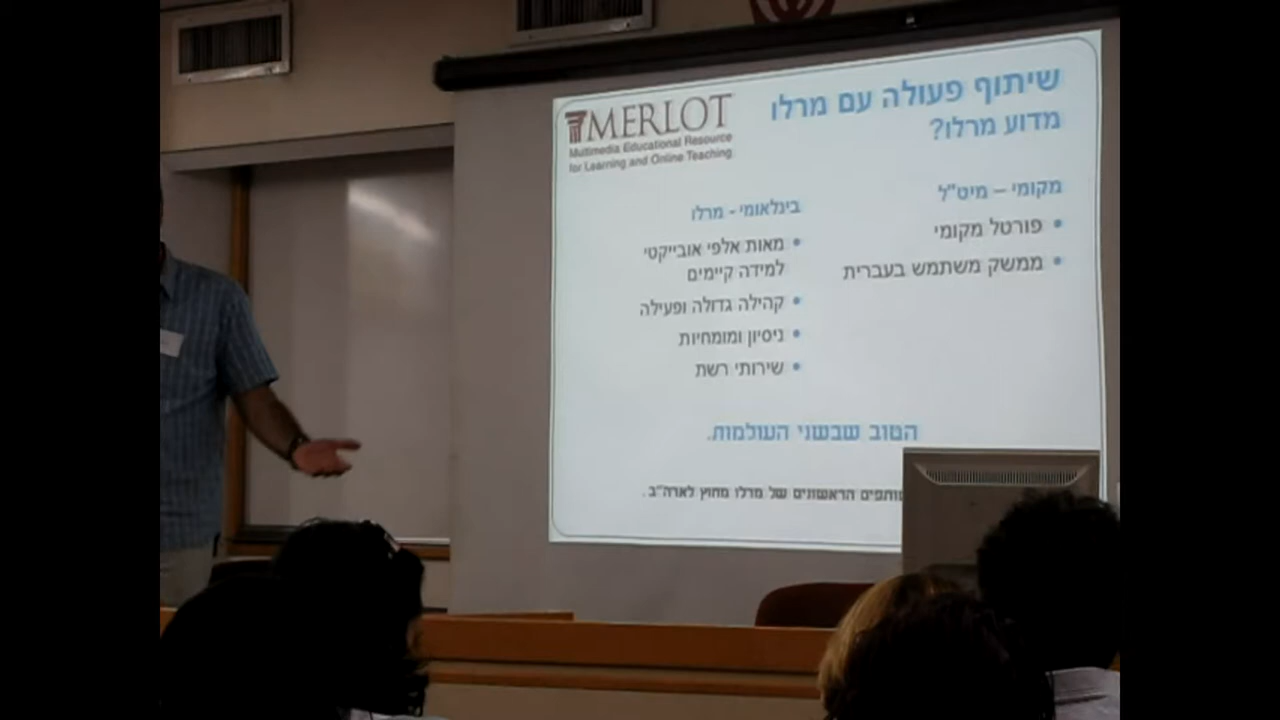 שיתוף פעולה עם מרלו
מדוע מרלו?
MERLOT
Multimedia Educational Resource
for Learning and Online Teaching
מקומי – מיט"ל
• פורטל מקומי
• ממשק משתמש בעברית
בינלאומי - מרלו
• מאות אלפי אובייקטי
למידה קיימים
• קהילה גדולה ופעילה
• ניסיון ומומחיות
• שירותי רשת
הטוב שבשני העולמות.
הראשונים של מרלו מחוץ לארה"ב.